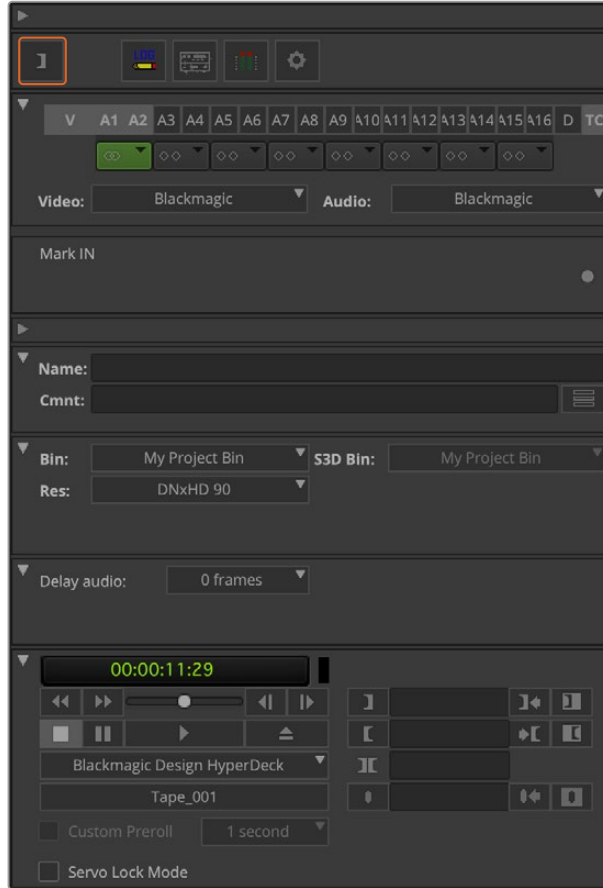 LOG
V A1 A2 A3 A4 A5 A6 A7 A8 A9 A10 A11 A12 A13 A14 A15 A16 D TC
Video: Blackmagic Audio: Blackmagic
Mark IN
Name:
Cmnt:
Bin: My Project Bin S3D Bin: My Project Bin
Res: DNxHD 90
Delay audio: 0 frames
00:00:11:29
Blackmagic Design HyperDeck
Tape_001
Custom Preroll 1 second
Servo Lock Mode